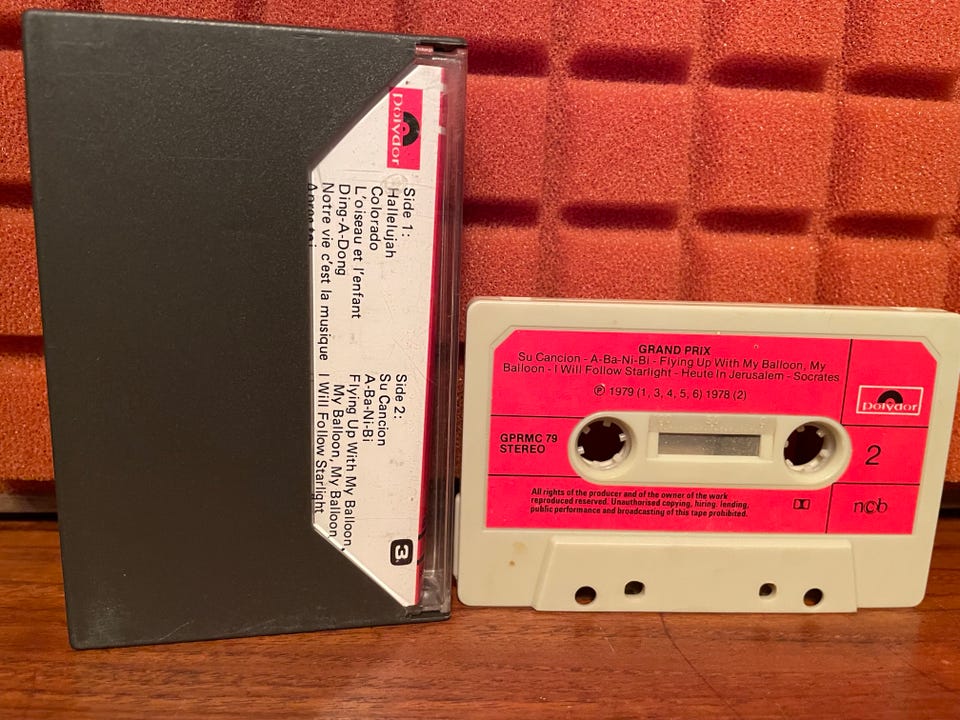 Polydor
Side 1:
Hallelujah
Colorado
L'oiseau et l'enfant
Ding-A-Dong
Notre vie c'est la musique
Apres toi
Side 2:
Su Cancion
A-Ba-Ni-Bi
Flying Up With My Balloon,
My Balloon, My Balloon
I Will Follow Starlight
3
GRAND PRIX
Su Cancion - A-Ba-Ni-Bi - Flying Up With My Balloon, My
Balloon - I Will Follow Starlight - Heute In Jerusalem - Socrates
℗ 1979 (1, 3, 4, 5, 6) 1978 (2)
Polydor
GPRMC 79
STEREO
2
All rights of the producer and of the owner of the work
reproduced reserved. Unauthorised copying, hiring, lending,
public performance and broadcasting of this tape prohibited.
ncb